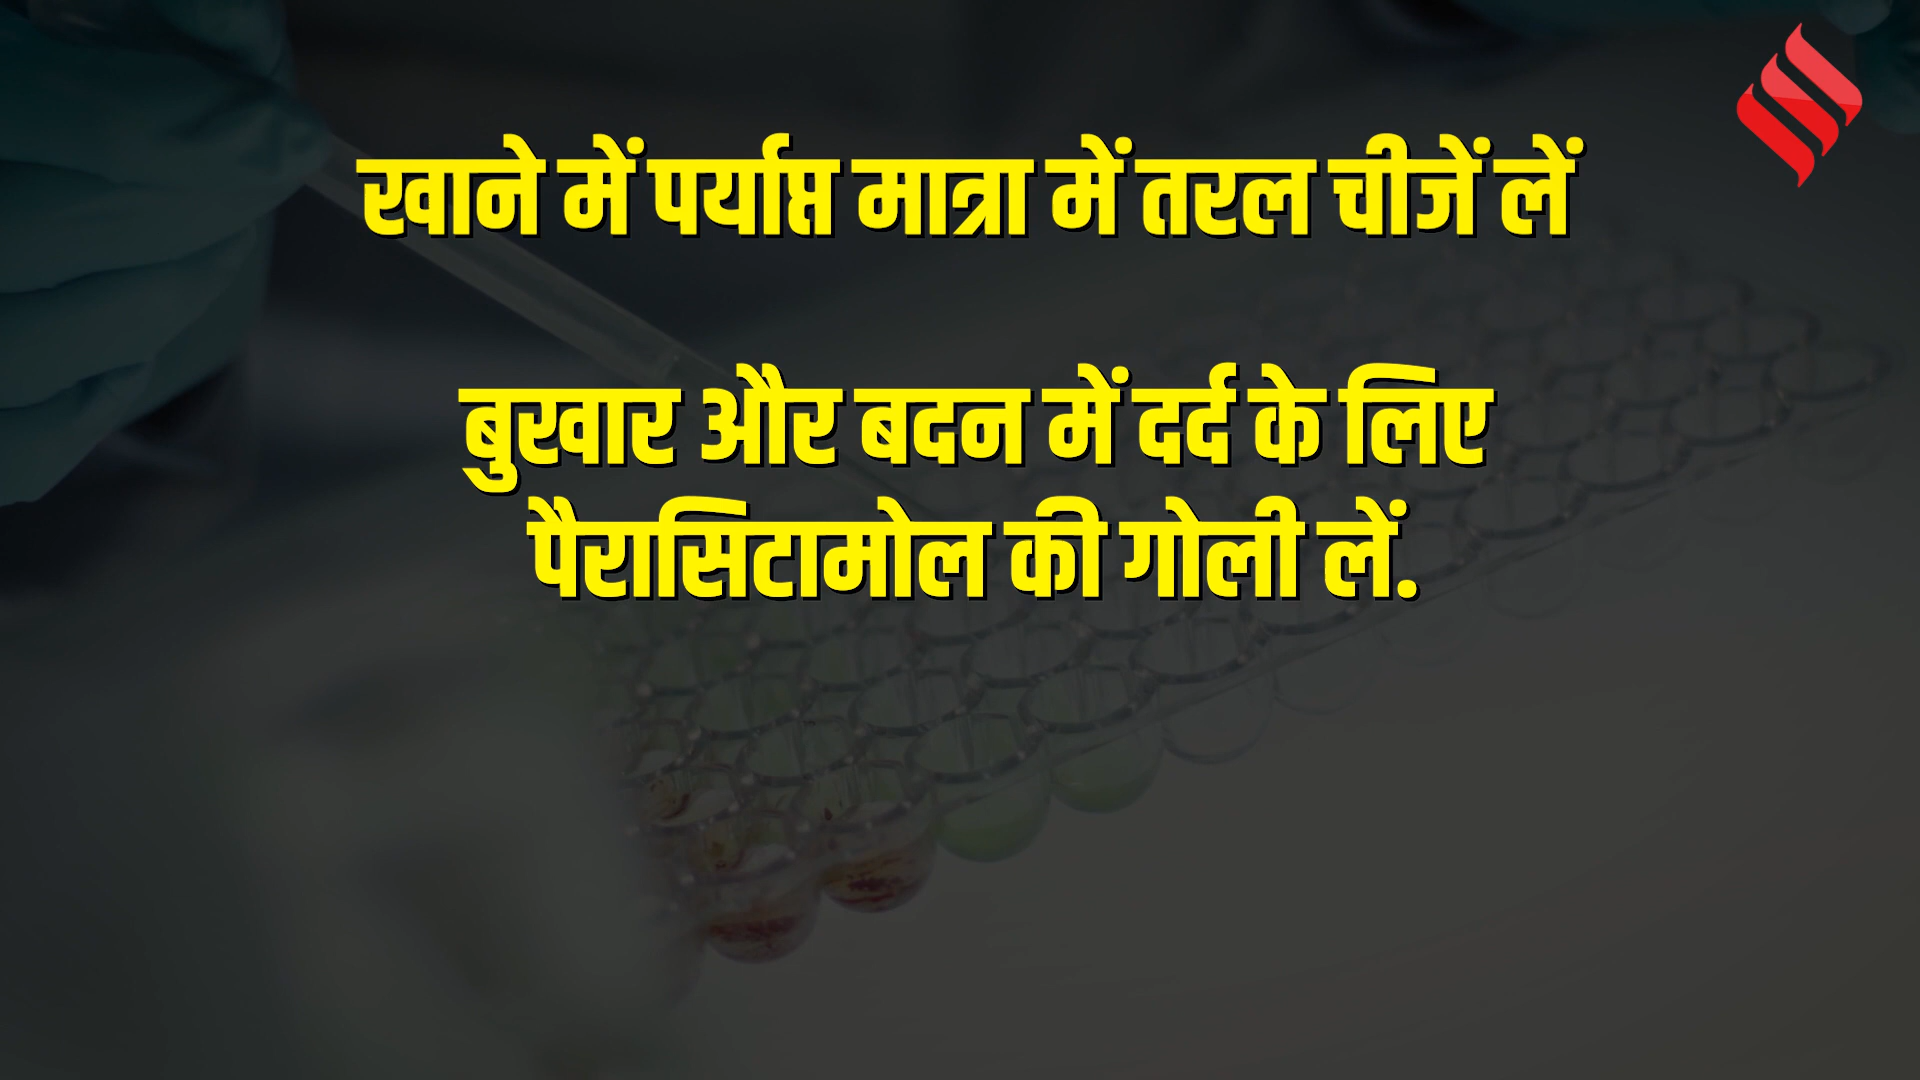 खाने में पर्याप्त मात्रा में तरल चीजें लें
बुखार और बदन में दर्द के लिए
पैरासिटामोल की गोली लें.